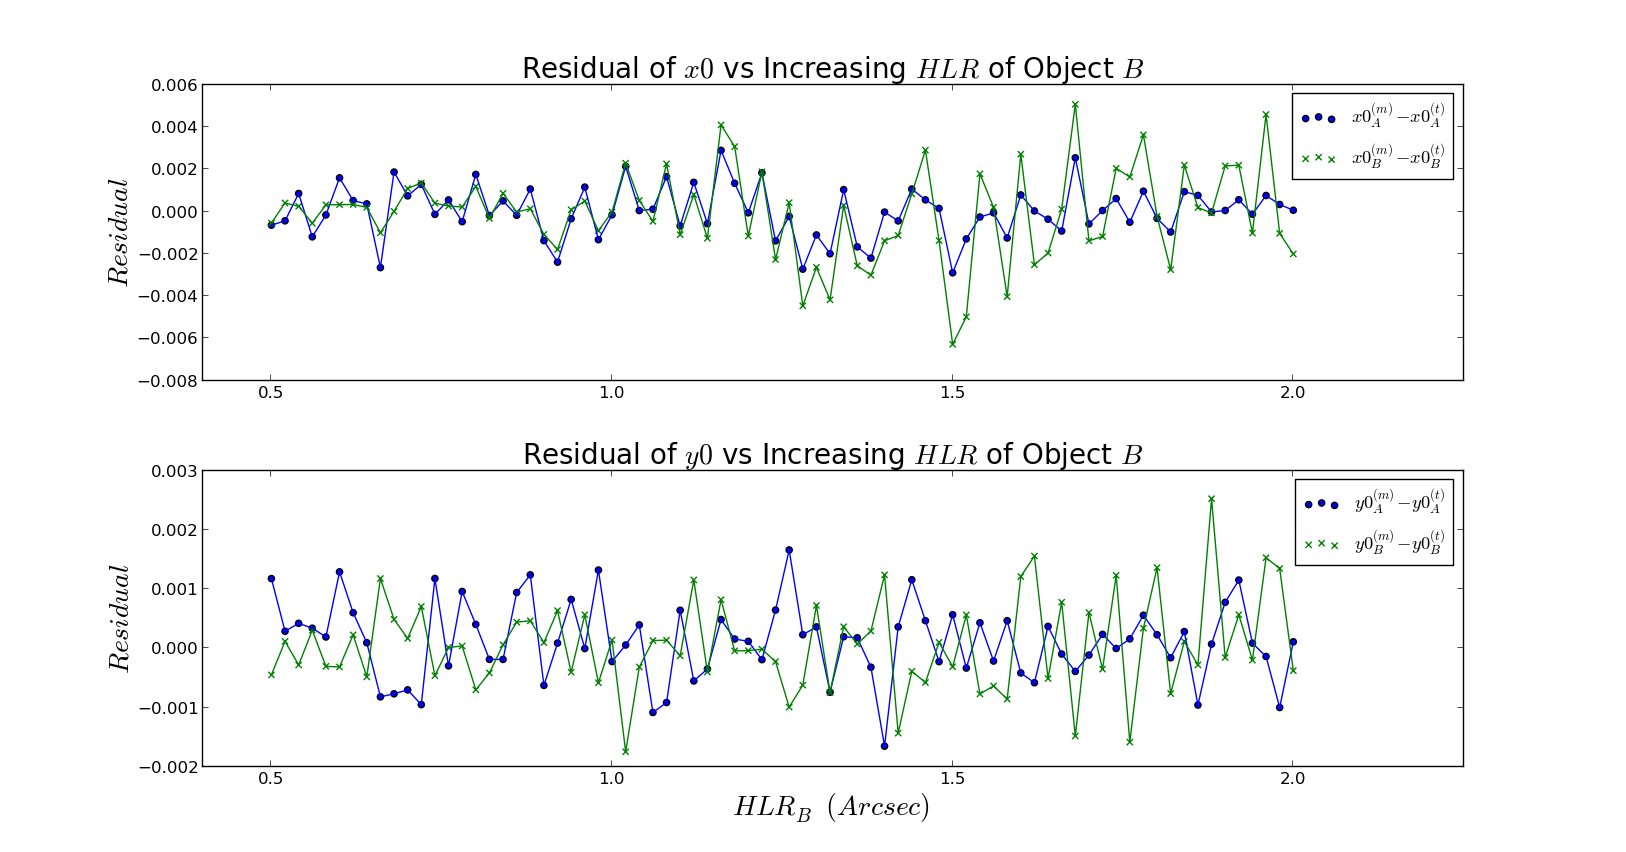 Residual of x0 vs Increasing HLR of Object B
0.006
0.004
0.002
0.000
−0.002
−0.004
−0.006
−0.008
Residual
x0_A^(m) − x0_A^(t)
x0_B^(m) − x0_B^(t)
0.5 1.0 1.5 2.0
Residual of y0 vs Increasing HLR of Object B
0.003
0.002
0.001
0.000
−0.001
−0.002
Residual
y0_A^(m) − y0_A^(t)
y0_B^(m) − y0_B^(t)
0.5 1.0 1.5 2.0
HLR_B (Arcsec)